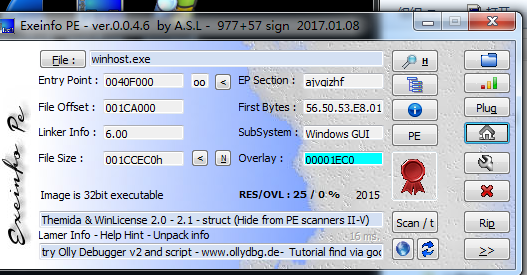 Exeinfo PE - ver.0.0.4.6 by A.S.L - 977+57 sign 2017.01.08
File : winhost.exe H
Entry Point : 0040F000 oo < EP Section : ajvgizhf
File Offset : 001CA000 First Bytes : 56.50.53.E8.01 Plug
Linker Info : 6.00 SubSystem : Windows GUI PE
File Size : 001CCEC0h < N Overlay : 00001EC0
Image is 32bit executable RES/OVL : 25 / 0 % 2015
Themida & WinLicense 2.0 - 2.1 - struct (Hide from PE scanners II-V) Scan / t Rip
Lamer Info - Help Hint - Unpack info 16 ms.
try Olly Debugger v2 and script - www.ollydbg.de- Tutorial find via goo >>
Exeinfo Pe